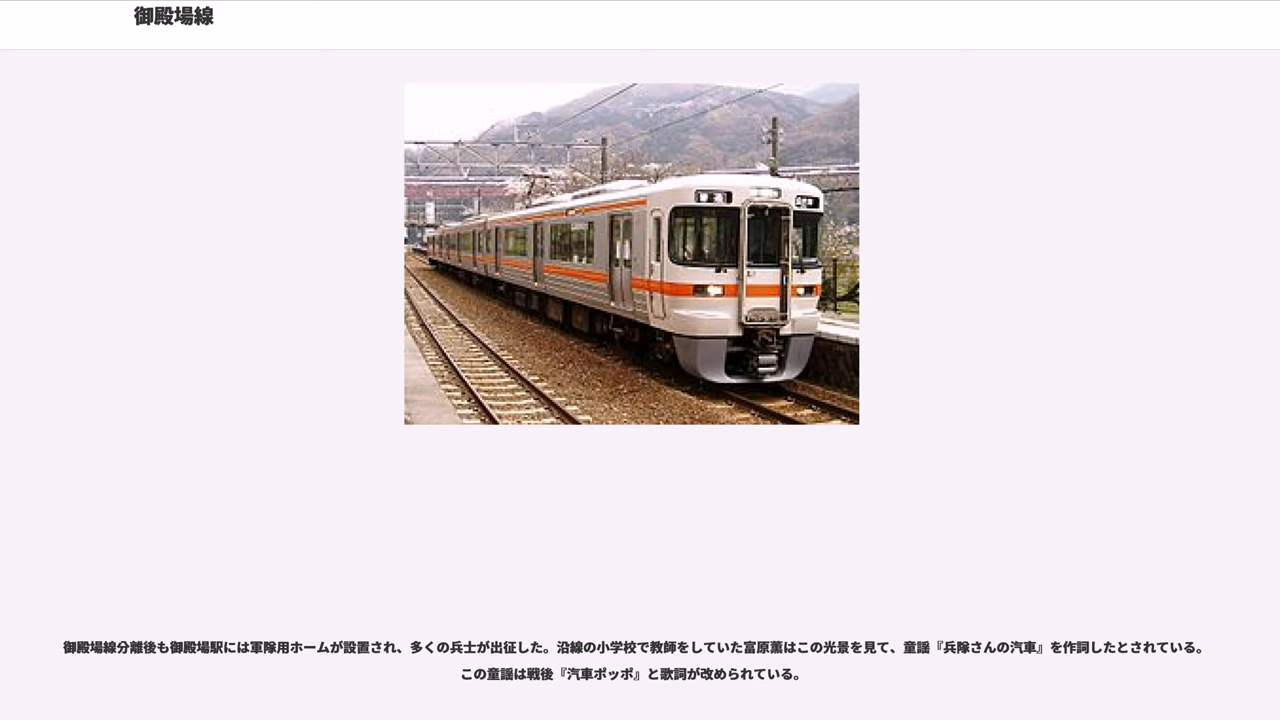 御殿場線
御殿場線分離後も御殿場駅には軍隊用ホームが設置され、多くの兵士が出征した。沿線の小学校で教師をしていた富原薫はこの光景を見て、童謡『兵隊さんの汽車』を作詞したとされている。
この童謡は戦後『汽車ポッポ』と歌詞が改められている。